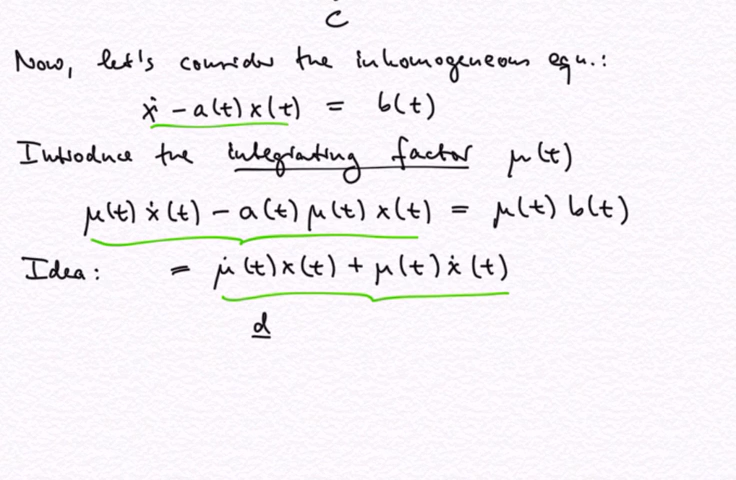 C
Now, let's consider the inhomogeneous equ.:
ẋ - a(t) x(t) = b(t)
Introduce the integrating factor μ(t)
μ(t) ẋ(t) - a(t) μ(t) x(t) = μ(t) b(t)
Idea: = μ̇(t) x(t) + μ(t) ẋ(t)
d